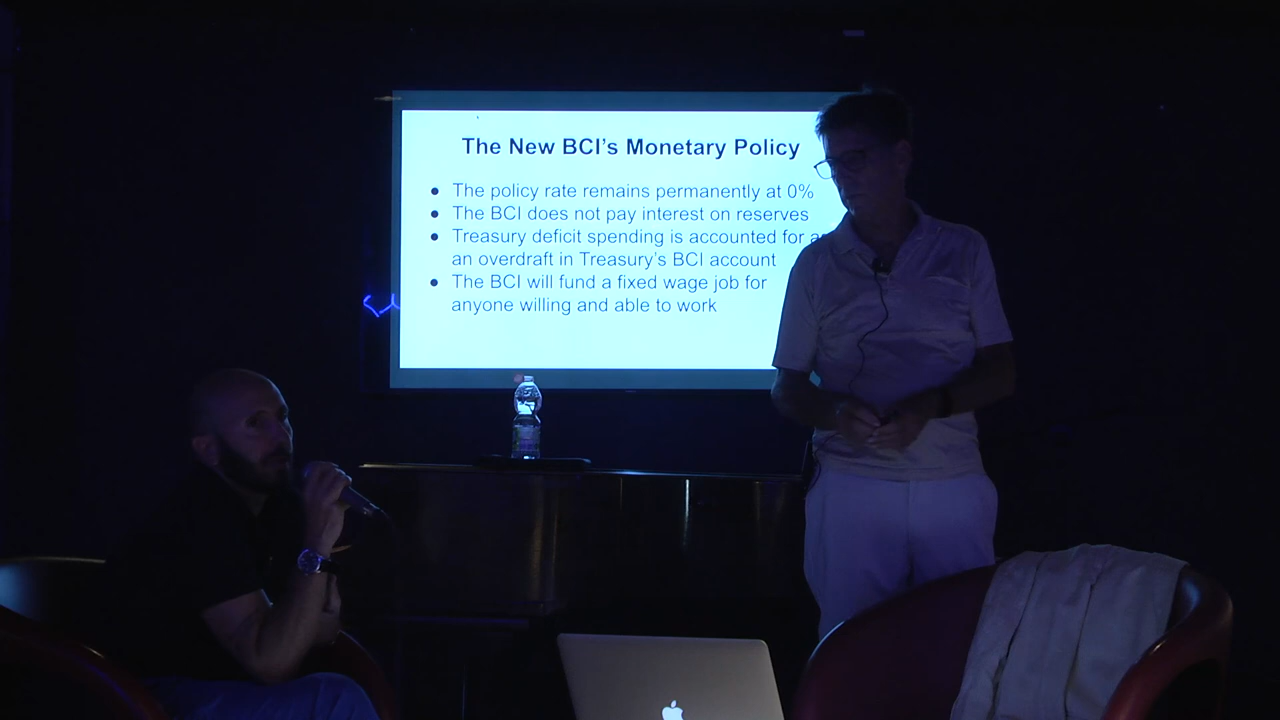 The New BCI's Monetary Policy
● The policy rate remains permanently at 0%
● The BCI does not pay interest on reserves
● Treasury deficit spending is accounted for
an overdraft in Treasury's BCI account
● The BCI will fund a fixed wage job for
anyone willing and able to work